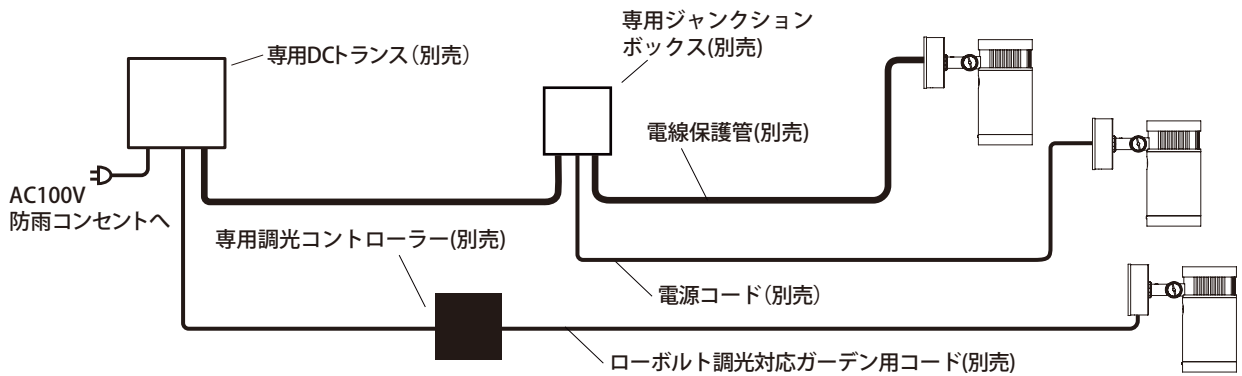 専用DCトランス（別売）
専用ジャンクション
ボックス(別売)
電線保護管(別売)
AC100V
防雨コンセントへ
専用調光コントローラー(別売)
電源コード（別売）
ローボルト調光対応ガーデン用コード(別売)